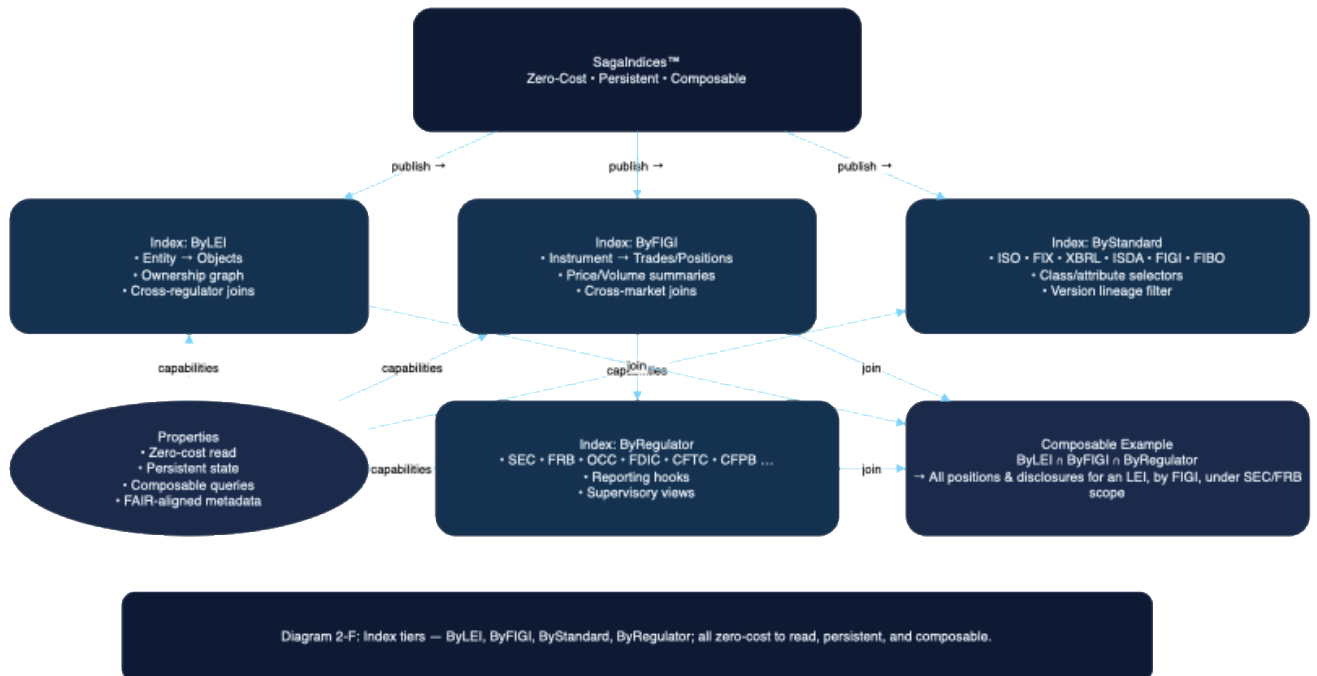 SagaIndices™
Zero-Cost • Persistent • Composable
publish →
publish →
publish →
Index: ByLEI
• Entity → Objects
• Ownership graph
• Cross-regulator joins
Index: ByFIGI
• Instrument → Trades/Positions
• Price/Volume summaries
• Cross-market joins
Index: ByStandard
• ISO • FIX • XBRL • ISDA • FIGI • FIBO
• Class/attribute selectors
• Version lineage filter
capabilities
capabilities
join
capabilities
join
Properties
• Zero-cost read
• Persistent state
• Composable queries
• FAIR-aligned metadata
capabilities
Index: ByRegulator
• SEC • FRB • OCC • FDIC • CFTC • CFPB ...
• Reporting hooks
• Supervisory views
join
Composable Example
ByLEI ∩ ByFIGI ∩ ByRegulator
→ All positions & disclosures for an LEI, by FIGI, under SEC/FRB
scope
Diagram 2-F: Index tiers — ByLEI, ByFIGI, ByStandard, ByRegulator; all zero-cost to read, persistent, and composable.